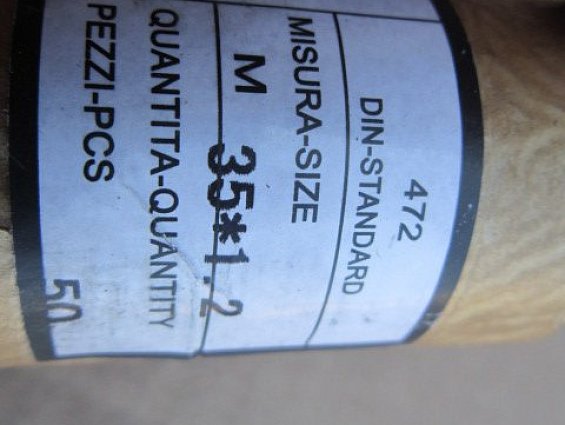 472
DIN-STANDARD
MISURA-SIZE
M 35*1,2
QUANTITA-QUANTITY
PEZZI-PCS 50